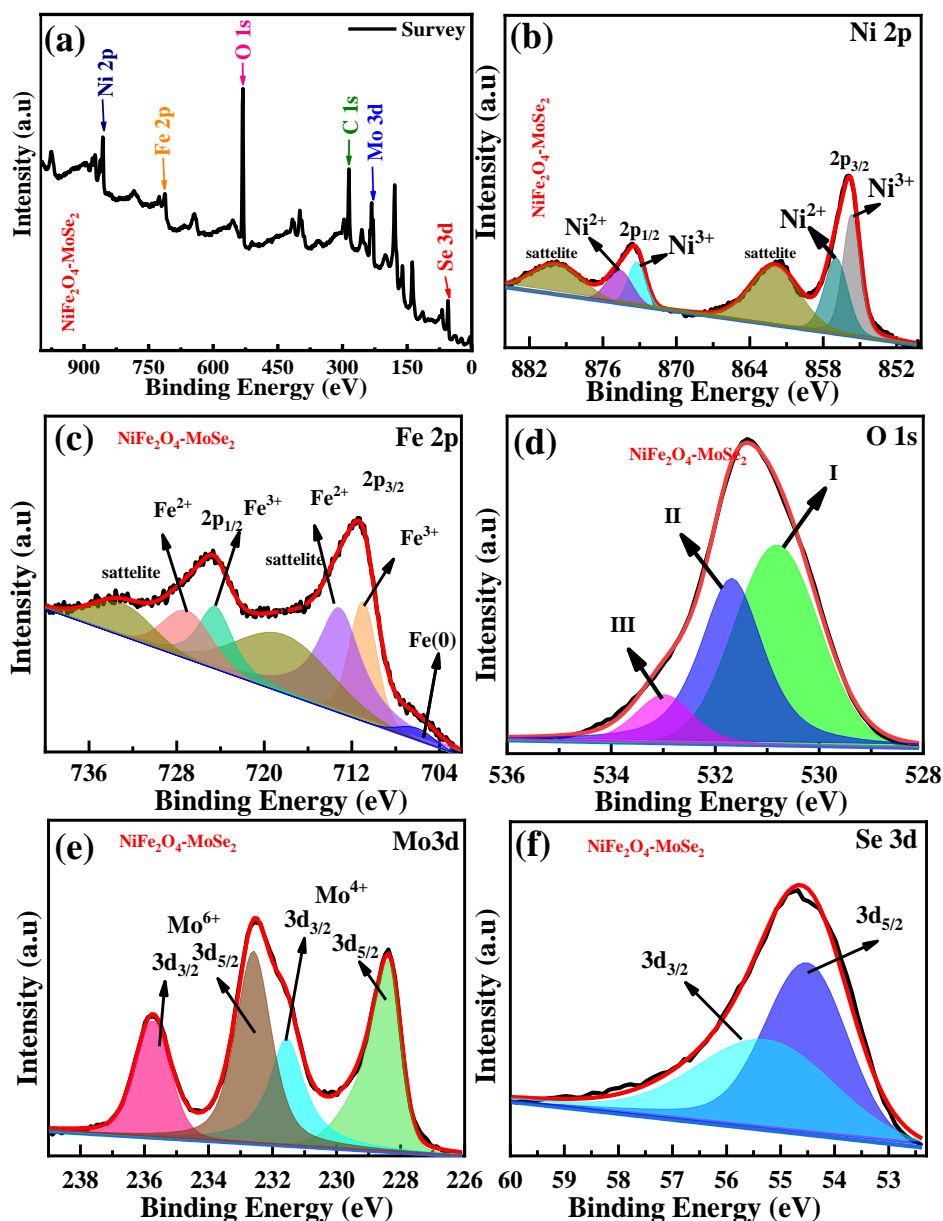 (a)
Survey
Ni 2p
Fe 2p
O 1s
C 1s
Mo 3d
Se 3d
NiFe₂O₄-MoSe₂
Intensity (a.u)
900 750 600 450 300 150 0
Binding Energy (eV)
(b)
Ni 2p
NiFe₂O₄-MoSe₂
sattelite
Ni²⁺
2p₁/₂
Ni³⁺
sattelite
Ni²⁺
2p₃/₂
Ni³⁺
Intensity (a.u)
882 876 870 864 858 852
Binding Energy (eV)
(c)
NiFe₂O₄-MoSe₂
Fe 2p
sattelite
Fe²⁺
2p₁/₂
Fe³⁺
sattelite
Fe²⁺
2p₃/₂
Fe³⁺
Fe(0)
Intensity (a.u)
736 728 720 712 704
Binding Energy (eV)
(d)
NiFe₂O₄-MoSe₂
O 1s
I
II
III
Intensity (a.u)
536 534 532 530 528
Binding Energy (eV)
(e)
NiFe₂O₄-MoSe₂
Mo3d
Mo⁶⁺
3d₃/₂
3d₅/₂
Mo⁴⁺
3d₃/₂
3d₅/₂
Intensity (a.u)
238 236 234 232 230 228 226
Binding Energy (eV)
(f)
NiFe₂O₄-MoSe₂
Se 3d
3d₃/₂
3d₅/₂
Intensity (a.u)
60 59 58 57 56 55 54 53
Binding Energy (eV)